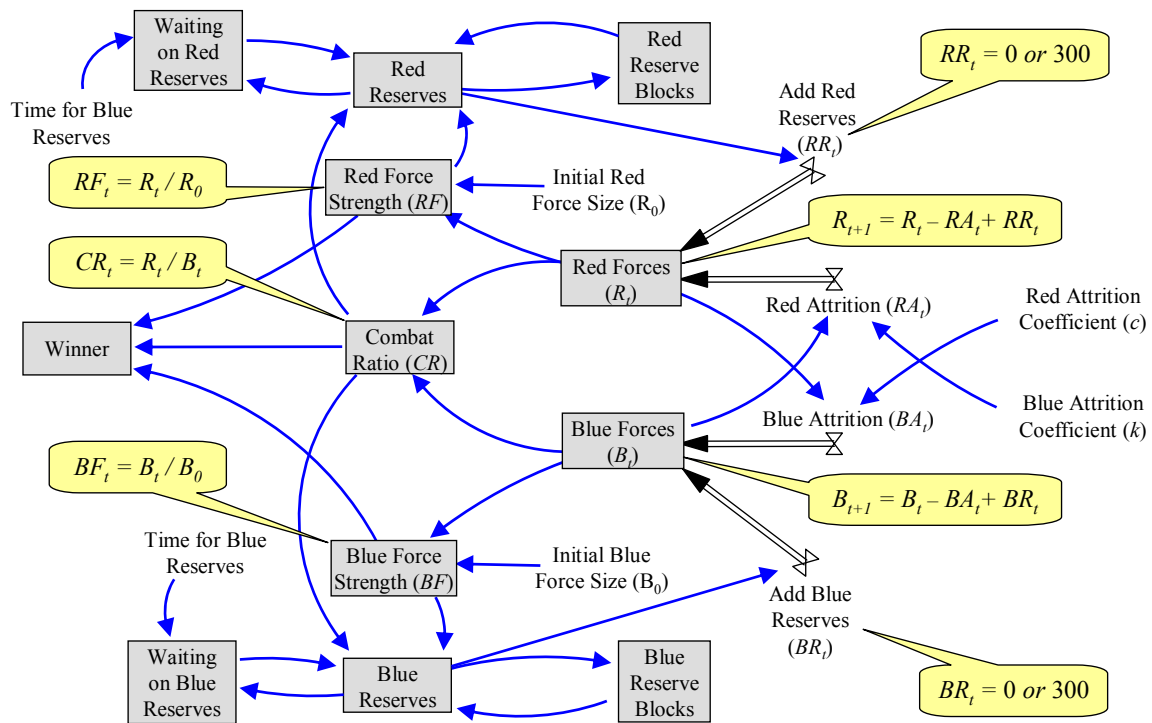 Waiting
on Red
Reserves
Red
Reserves
Red
Reserve
Blocks
RR_t = 0 or 300
Time for Blue
Reserves
Add Red
Reserves
(RR_t)
RF_t = R_t / R_0
Red Force
Strength (RF)
Initial Red
Force Size (R_0)
R_{t+1} = R_t – RA_t + RR_t
CR_t = R_t / B_t
Red Forces
(R_t)
Red Attrition (RA_t)
Red Attrition
Coefficient (c)
Winner
Combat
Ratio (CR)
Blue Forces
(B_t)
Blue Attrition (BA_t)
Blue Attrition
Coefficient (k)
BF_t = B_t / B_0
B_{t+1} = B_t – BA_t + BR_t
Time for Blue
Reserves
Blue Force
Strength (BF)
Initial Blue
Force Size (B_0)
Add Blue
Reserves
(BR_t)
Waiting
on Blue
Reserves
Blue
Reserves
Blue
Reserve
Blocks
BR_t = 0 or 300